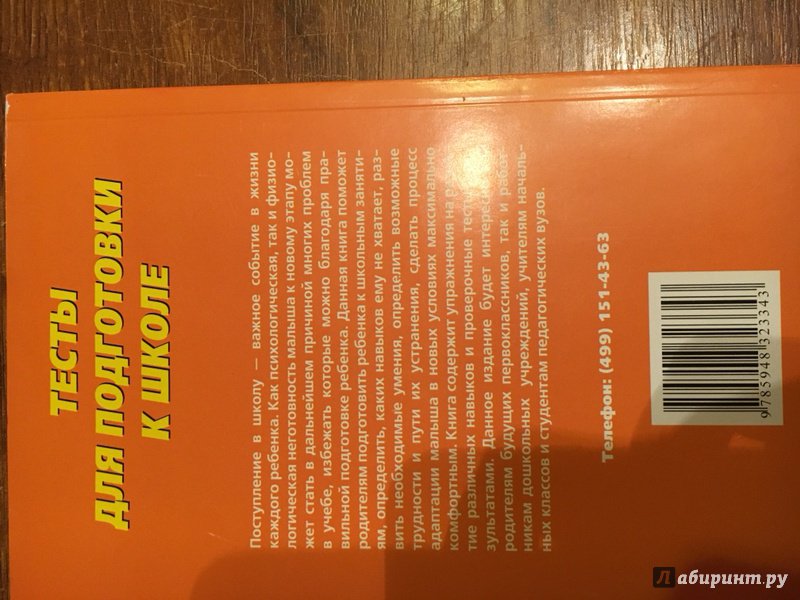 ТЕСТЫ
ДЛЯ ПОДГОТОВКИ
К ШКОЛЕ
Поступление в школу — важное событие в жизни
каждого ребенка. Как психологическая, так и физио-
логическая неготовность малыша к новому этапу мо-
жет стать в дальнейшем причиной многих проблем
в учебе, избежать которые можно благодаря пра-
вильной подготовке ребенка. Данная книга поможет
родителям подготовить ребенка к школьным заняти-
ям, определить, каких навыков ему не хватает, раз-
вить необходимые умения, определить возможные
трудности и пути их устранения, сделать процесс
адаптации малыша в новых условиях максимально
комфортным. Книга содержит упражнения на
тие различных навыков и проверочные тесты
зультатами. Данное издание будет
родителям будущих первоклассников, так и
никам дошкольных учреждений, учителям началь-
ных классов и студентам педагогических вузов.
Телефон: (499) 151-43-63
9 785948 323343
Лабиринт.ру